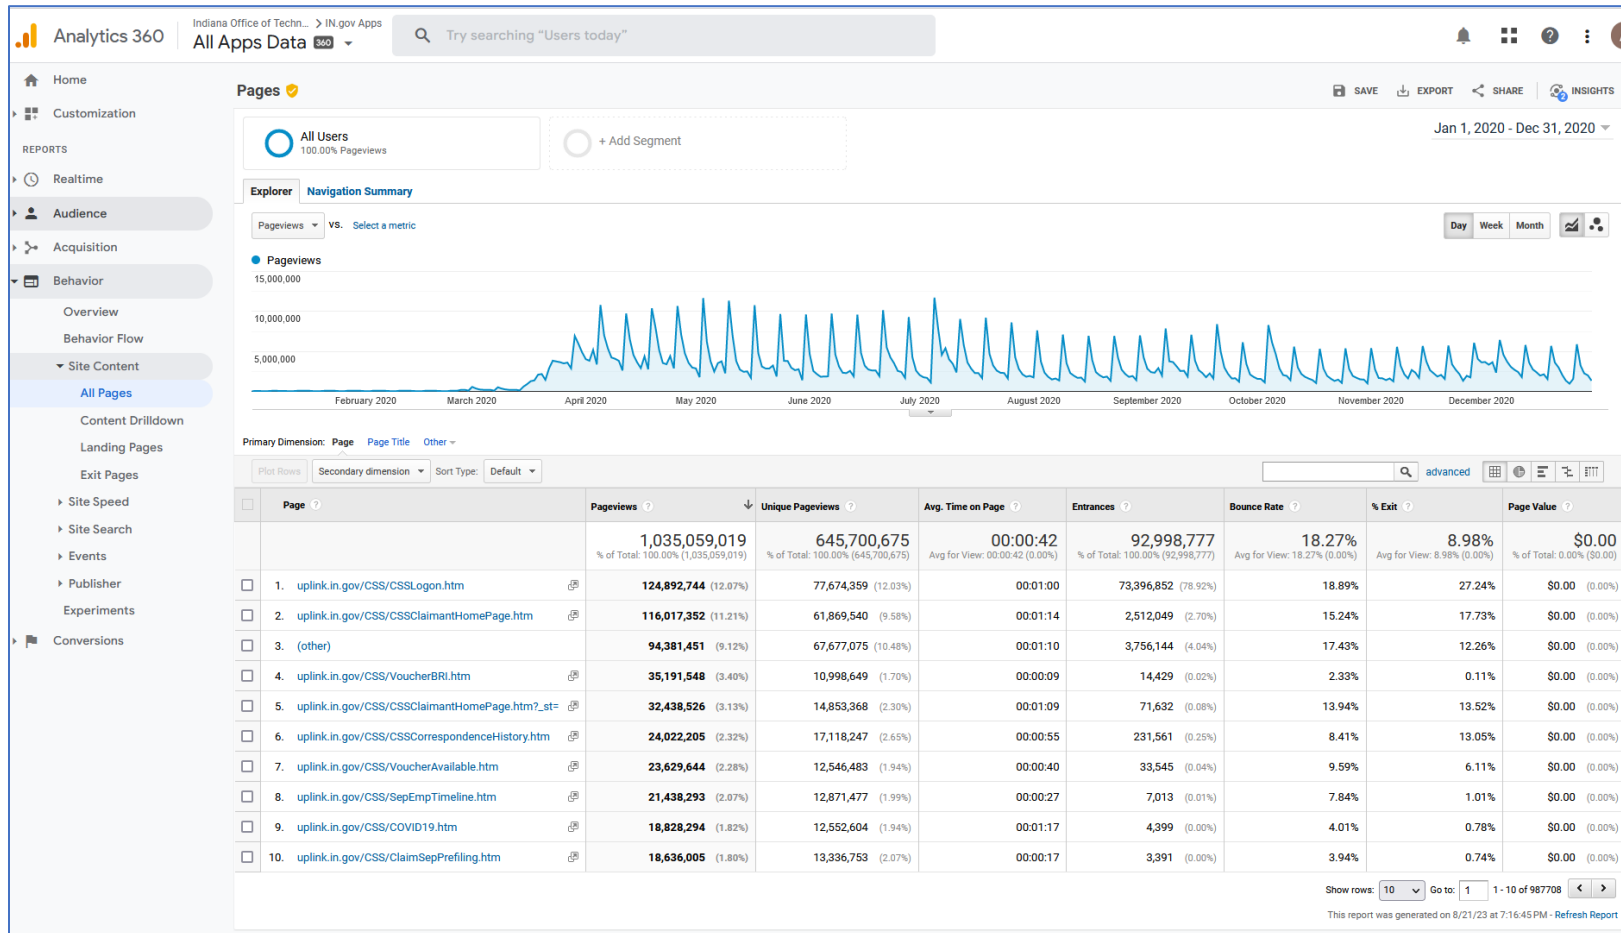 Analytics 360
Indiana Office of Techn... > IN.gov Apps
All Apps Data 360
Try searching “Users today”
Home
Customization
REPORTS
Realtime
Audience
Acquisition
Behavior
Overview
Behavior Flow
Site Content
All Pages
Content Drilldown
Landing Pages
Exit Pages
Site Speed
Site Search
Events
Publisher
Experiments
Conversions
Pages
SAVE EXPORT SHARE 2 INSIGHTS
All Users
100.00% Pageviews
+ Add Segment
Jan 1, 2020 - Dec 31, 2020
Explorer Navigation Summary
Pageviews VS. Select a metric
Day Week Month
Pageviews
15,000,000
10,000,000
5,000,000
February 2020 March 2020 April 2020 May 2020 June 2020 July 2020 August 2020 September 2020 October 2020 November 2020 December 2020
Primary Dimension: Page Page Title Other
Plot Rows Secondary dimension Sort Type: Default advanced
Page Pageviews Unique Pageviews Avg. Time on Page Entrances Bounce Rate % Exit Page Value
1,035,059,019 645,700,675 00:00:42 92,998,777 18.27% 8.98% $0.00
% of Total: 100.00% (1,035,059,019) % of Total: 100.00% (645,700,675) Avg for View: 00:00:42 (0.00%) % of Total: 100.00% (92,998,777) Avg for View: 18.27% (0.00%) Avg for View: 8.98% (0.00%) % of Total: 0.00% ($0.00)
1. uplink.in.gov/CSS/CSSLogon.htm 124,892,744 (12.07%) 77,674,359 (12.03%) 00:01:00 73,396,852 (78.92%) 18.89% 27.24% $0.00 (0.00%)
2. uplink.in.gov/CSS/CSSClaimantHomePage.htm 116,017,352 (11.21%) 61,869,540 (9.58%) 00:01:14 2,512,049 (2.70%) 15.24% 17.73% $0.00 (0.00%)
3. (other) 94,381,451 (9.12%) 67,677,075 (10.48%) 00:01:10 3,756,144 (4.04%) 17.43% 12.26% $0.00 (0.00%)
4. uplink.in.gov/CSS/VoucherBRI.htm 35,191,548 (3.40%) 10,998,649 (1.70%) 00:00:09 14,429 (0.02%) 2.33% 0.11% $0.00 (0.00%)
5. uplink.in.gov/CSS/CSSClaimantHomePage.htm?_st= 32,438,526 (3.13%) 14,853,368 (2.30%) 00:01:09 71,632 (0.08%) 13.94% 13.52% $0.00 (0.00%)
6. uplink.in.gov/CSS/CSSCorrespondenceHistory.htm 24,022,205 (2.32%) 17,118,247 (2.65%) 00:00:55 231,561 (0.25%) 8.41% 13.05% $0.00 (0.00%)
7. uplink.in.gov/CSS/VoucherAvailable.htm 23,629,644 (2.28%) 12,546,483 (1.94%) 00:00:40 33,545 (0.04%) 9.59% 6.11% $0.00 (0.00%)
8. uplink.in.gov/CSS/SepEmpTimeline.htm 21,438,293 (2.07%) 12,871,477 (1.99%) 00:00:27 7,013 (0.01%) 7.84% 1.01% $0.00 (0.00%)
9. uplink.in.gov/CSS/COVID19.htm 18,828,294 (1.82%) 12,552,604 (1.94%) 00:01:17 4,399 (0.00%) 4.01% 0.78% $0.00 (0.00%)
10. uplink.in.gov/CSS/ClaimSepPrefiling.htm 18,636,005 (1.80%) 13,336,753 (2.07%) 00:00:17 3,391 (0.00%) 3.94% 0.74% $0.00 (0.00%)
Show rows: 10 Go to: 1 1 - 10 of 987708
This report was generated on 8/21/23 at 7:16:45 PM - Refresh Report